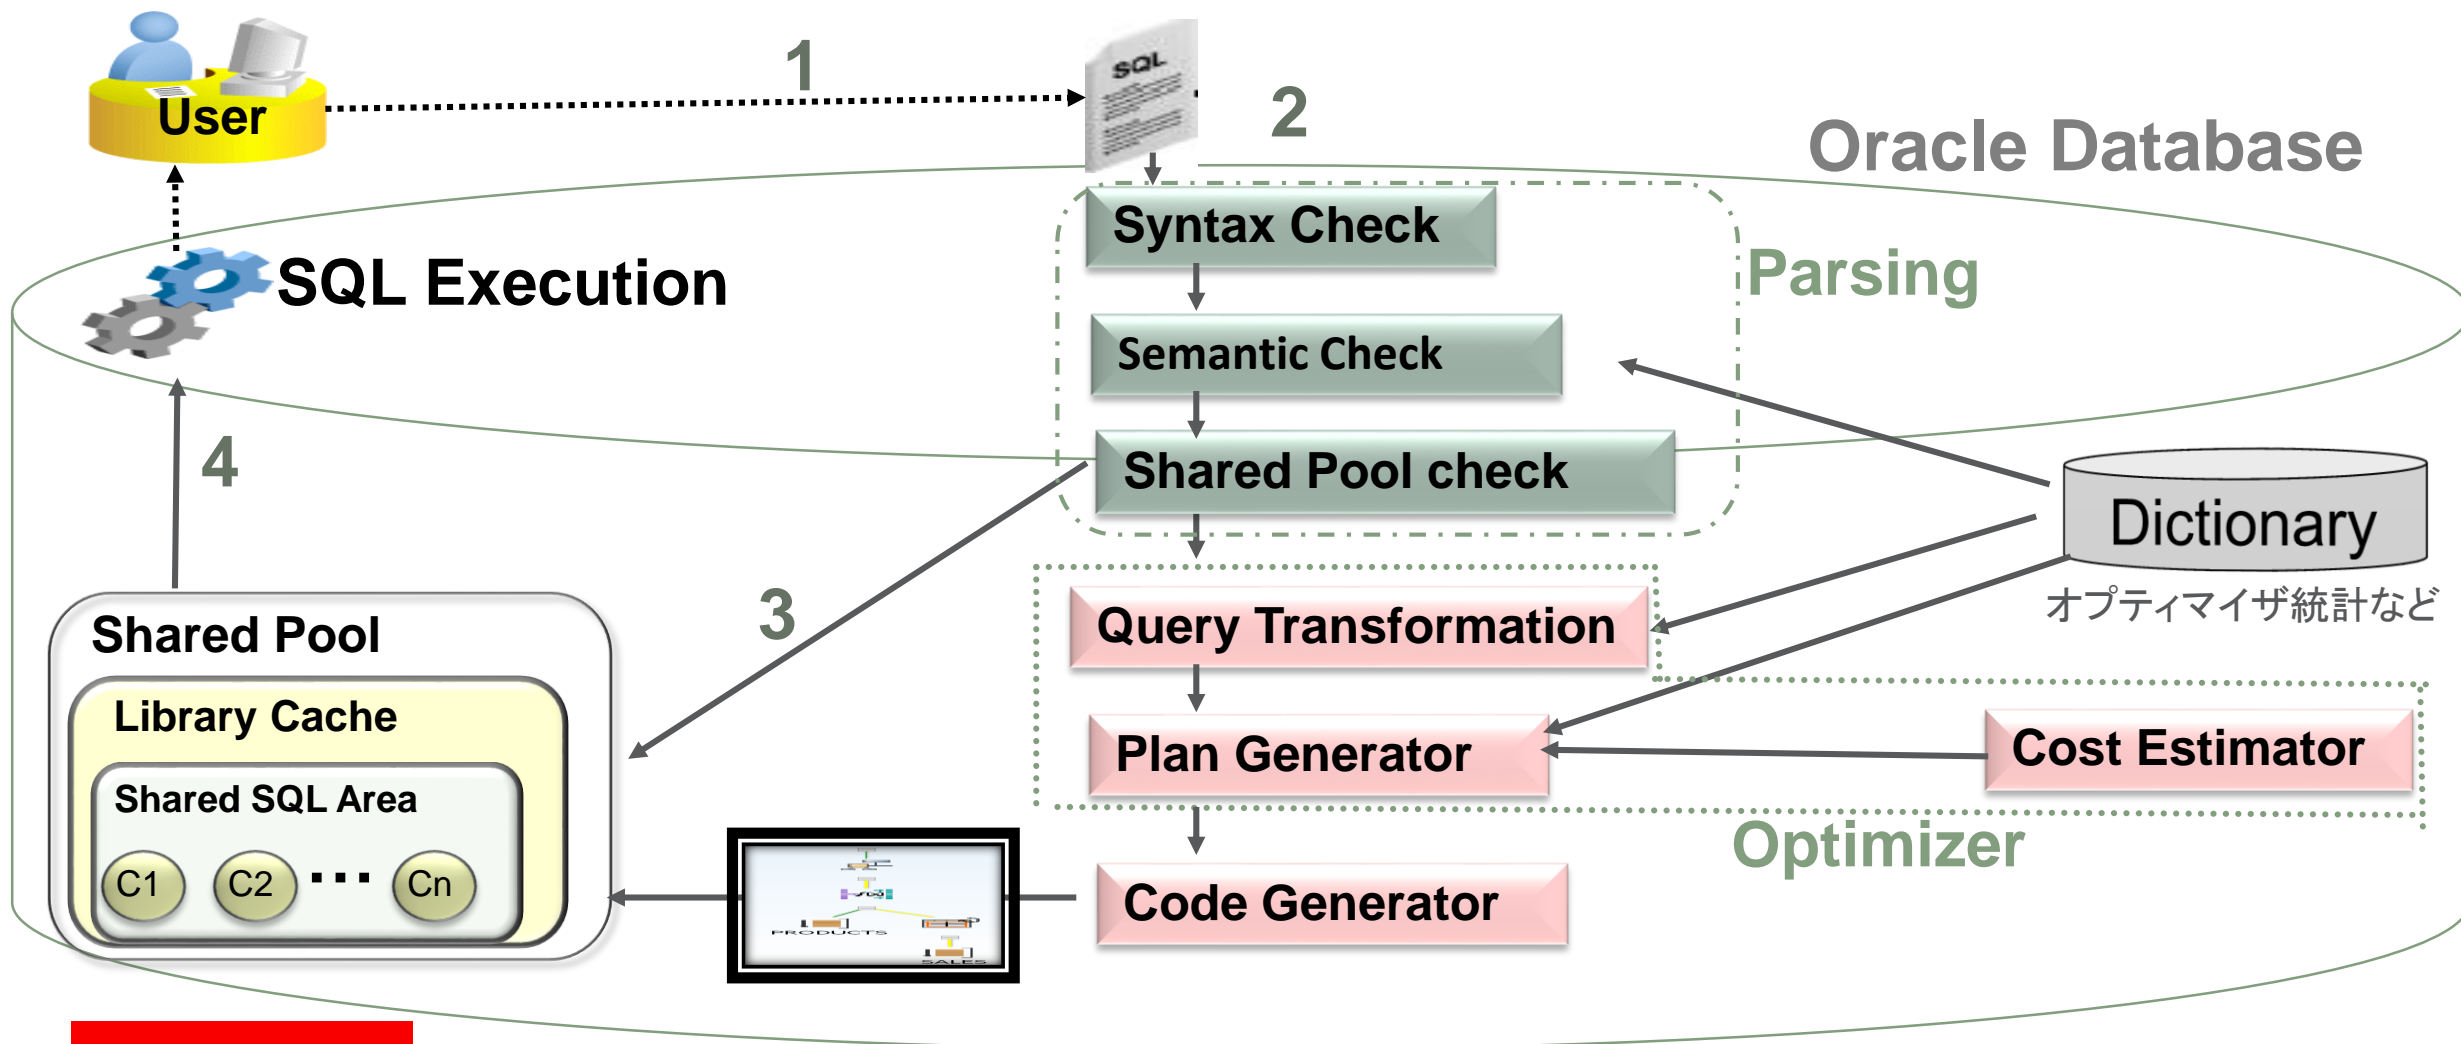 1
SQL
2
User
Oracle Database
Syntax Check
Parsing
SQL Execution
Semantic Check
4
Shared Pool check
Dictionary
オプティマイザ統計など
3
Query Transformation
Shared Pool
Library Cache
Plan Generator
Cost Estimator
Shared SQL Area
Optimizer
C1
C2
...
Cn
Code Generator
PRODUCTS
SALES